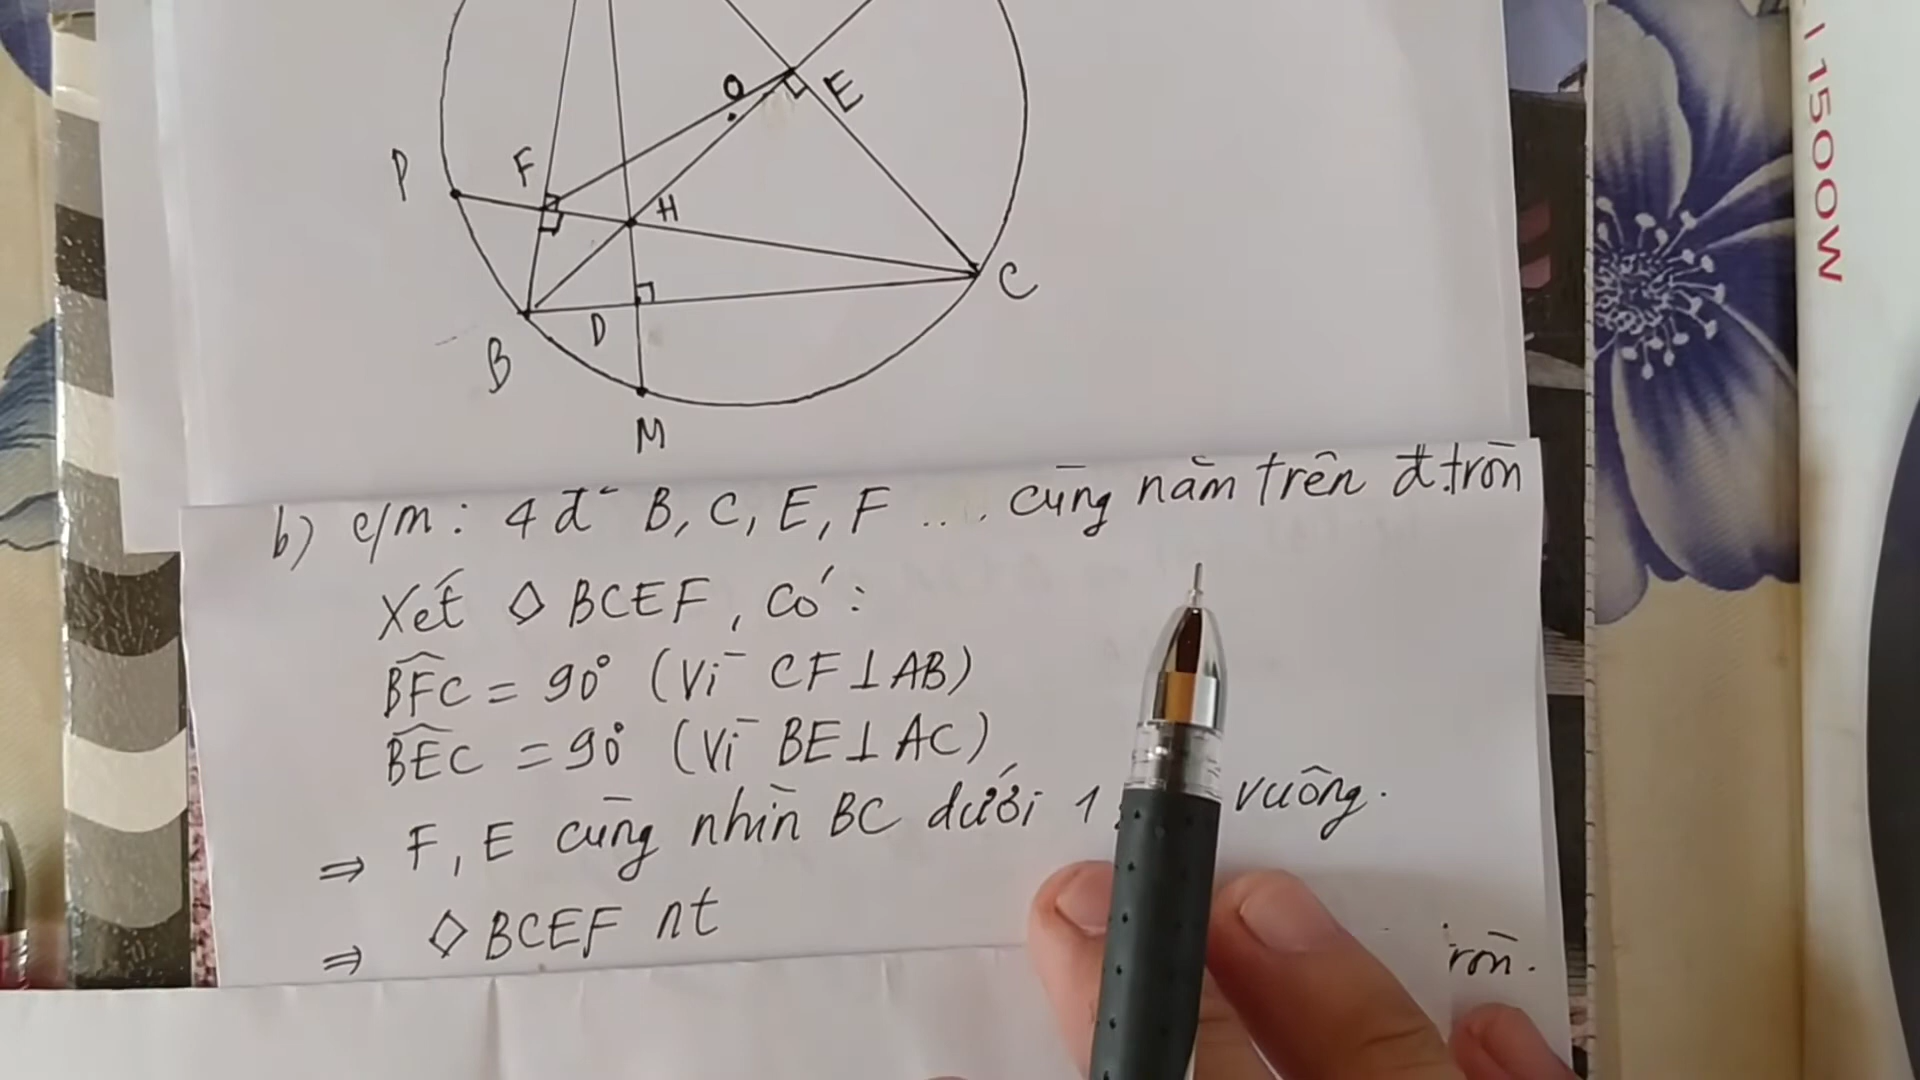 O
E
P
F
H
C
D
B
M
b) c/m: 4 đ` B, C, E, F .... cùng nằm trên đ.tròn
Xét ◇ BCEF, có:
BFC = 90° (Vì CF⊥AB)
BEC = 90° (Vì BE⊥AC)
⇒ F, E cùng nhìn BC dưới 1 vuông.
⇒ ◇ BCEF nt
1500W